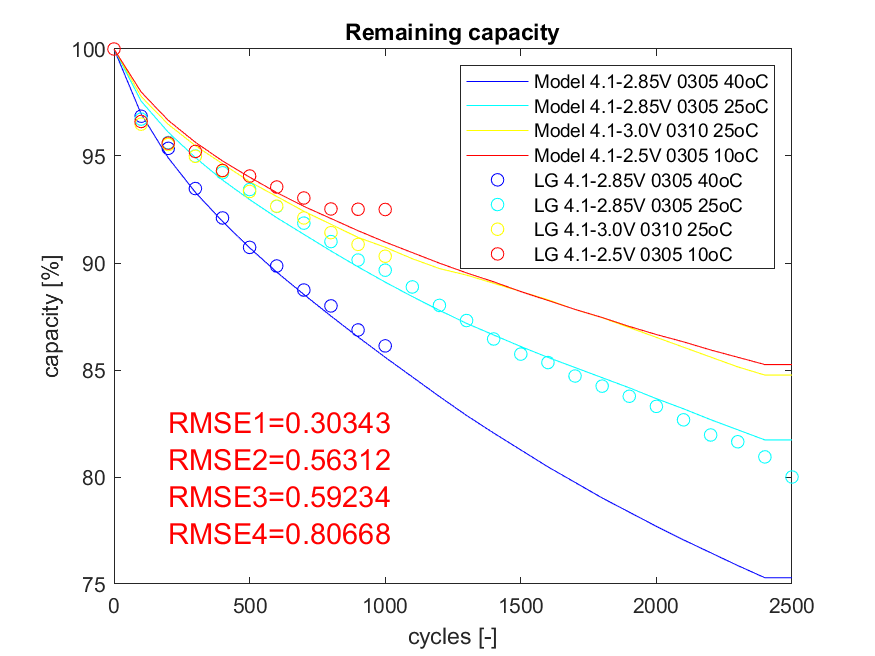 Remaining capacity
100
95
90
85
80
75
capacity [%]
Model 4.1-2.85V 0305 40oC
Model 4.1-2.85V 0305 25oC
Model 4.1-3.0V 0310 25oC
Model 4.1-2.5V 0305 10oC
LG 4.1-2.85V 0305 40oC
LG 4.1-2.85V 0305 25oC
LG 4.1-3.0V 0310 25oC
LG 4.1-2.5V 0305 10oC
RMSE1=0.30343
RMSE2=0.56312
RMSE3=0.59234
RMSE4=0.80668
0 500 1000 1500 2000 2500
cycles [-]